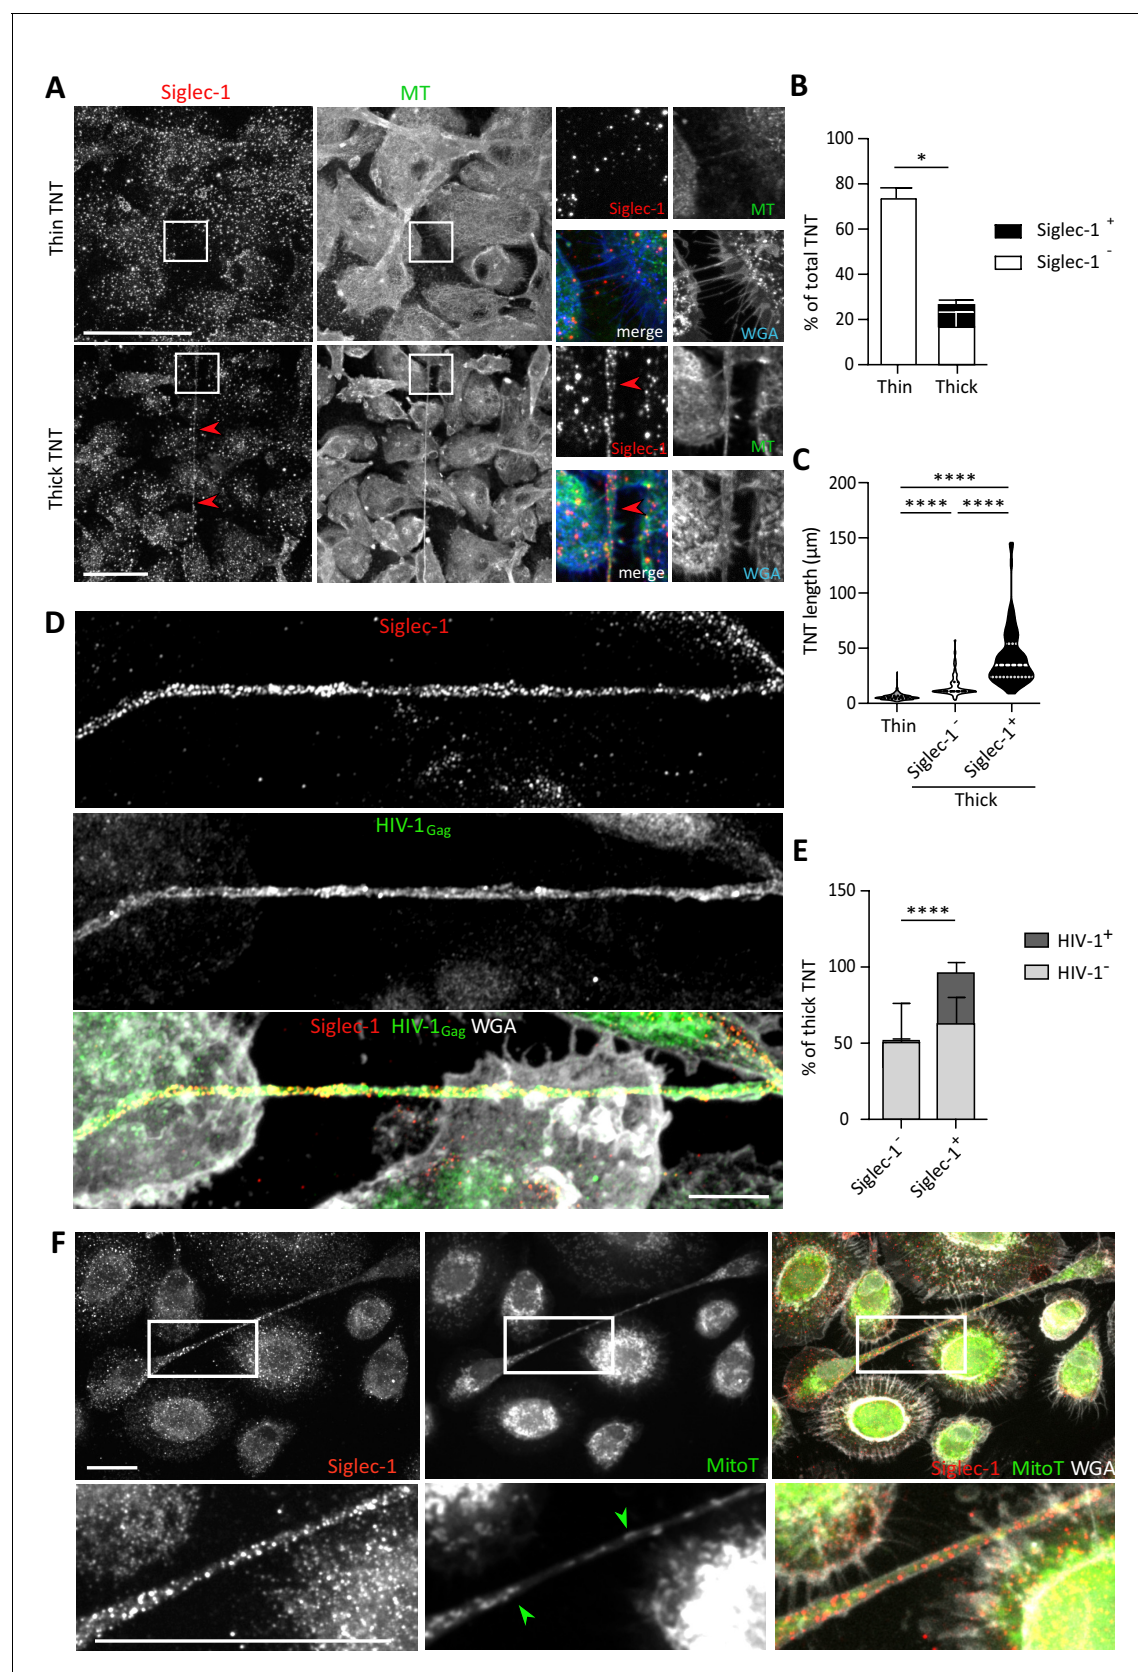 A
Siglec-1
MT
Thin TNT
Siglec-1
MT
merge
WGA
Thick TNT
Siglec-1
MT
merge
WGA
B
% of total TNT
100
80
60
40
20
0
*
Thin
Thick
Siglec-1 +
Siglec-1 -
C
TNT length (μm)
200
150
100
50
0
****
**** ****
Thin
Siglec-1 -
Siglec-1+
Thick
D
Siglec-1
HIV-1Gag
Siglec-1 HIV-1Gag WGA
E
% of thick TNT
150
100
50
0
****
Siglec-1 -
Siglec-1+
HIV-1+
HIV-1-
F
Siglec-1
MitoT
Siglec-1 MitoT WGA